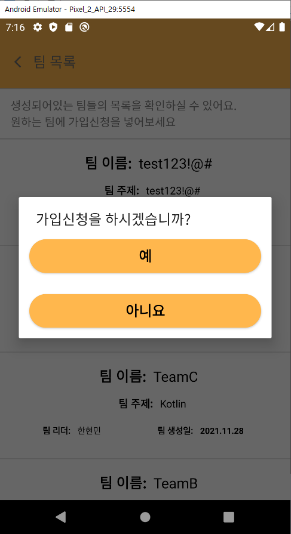 Android Emulator - Pixel_2_API_29:5554
7:16
팀 목록
생성되어있는 팀들의 목록을 확인하실 수 있어요.
원하는 팀에 가입신청을 넣어보세요
팀 이름: test123!@#
팀 주제: test123!@#
가입신청을 하시겠습니까?
예
아니요
팀 이름: TeamC
팀 주제: Kotlin
팀 리더: 한현민 팀 생성일: 2021.11.28
팀 이름: TeamB